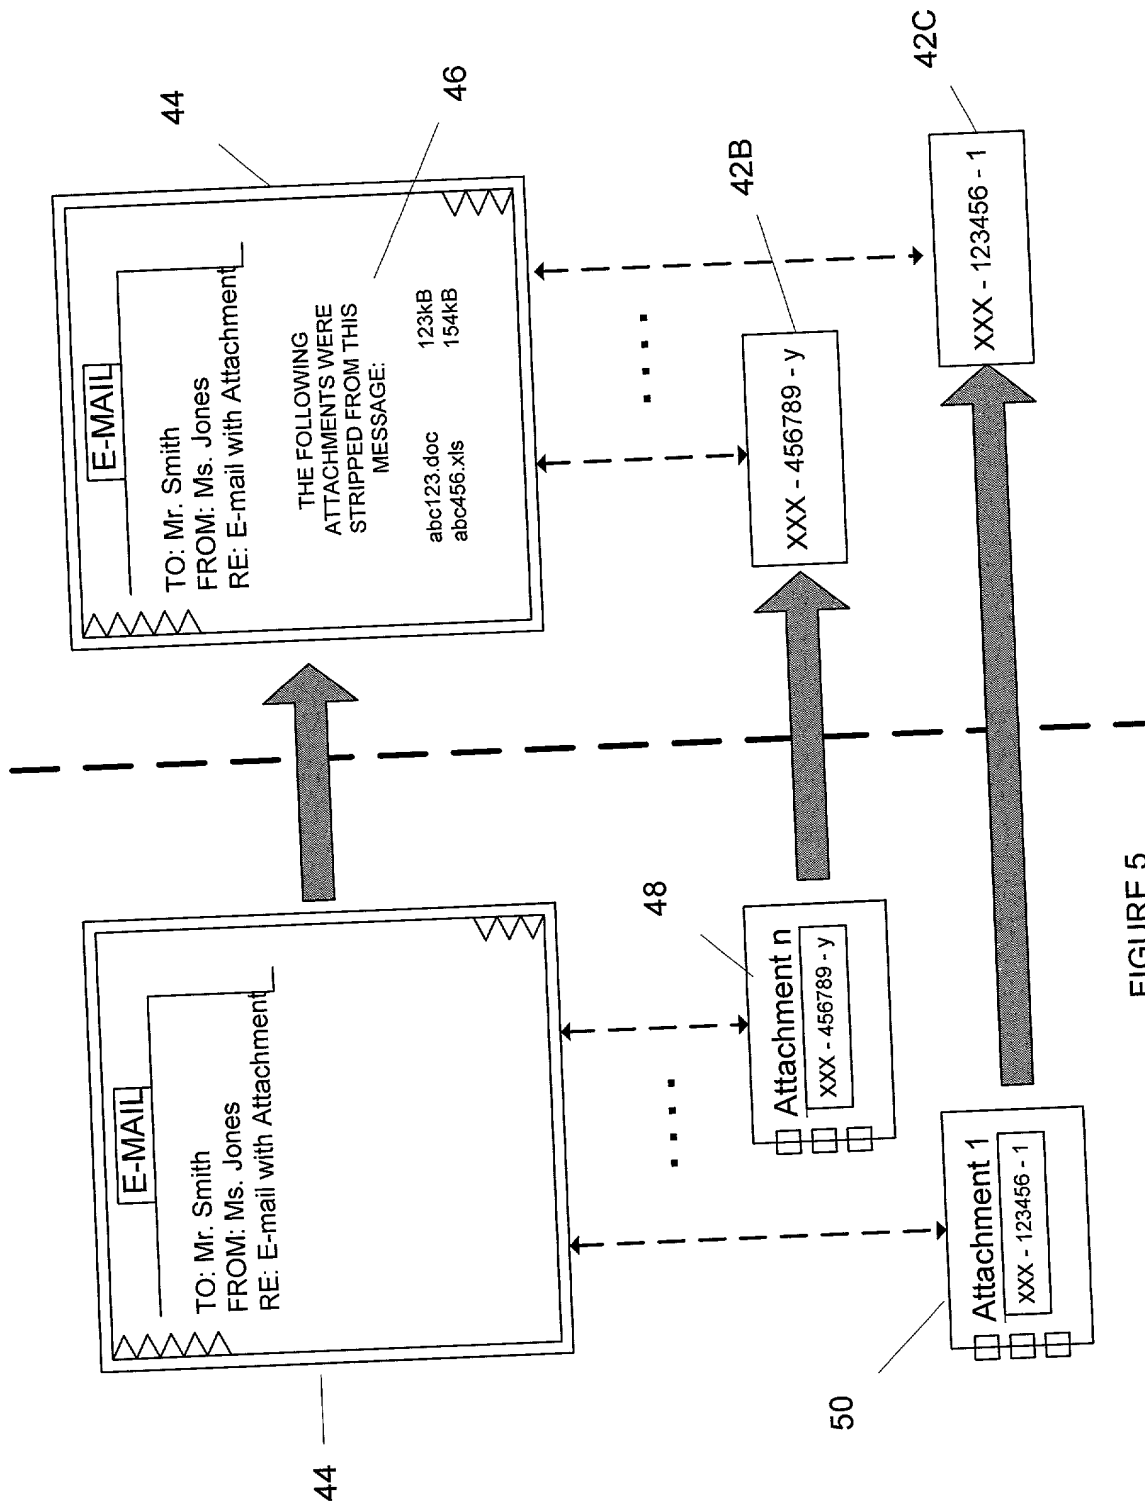 E-MAIL
TO: Mr. Smith
FROM: Ms. Jones
RE: E-mail with Attachment
44
Attachment n
XXX - 456789 - y
48
Attachment 1
XXX - 123456 - 1
50
E-MAIL
TO: Mr. Smith
FROM: Ms. Jones
RE: E-mail with Attachment
THE FOLLOWING
ATTACHMENTS WERE
STRIPPED FROM THIS
MESSAGE:
abc123.doc 123kB
abc456.xls 154kB
44
46
XXX - 456789 - y
42B
XXX - 123456 - 1
42C
FIGURE 5